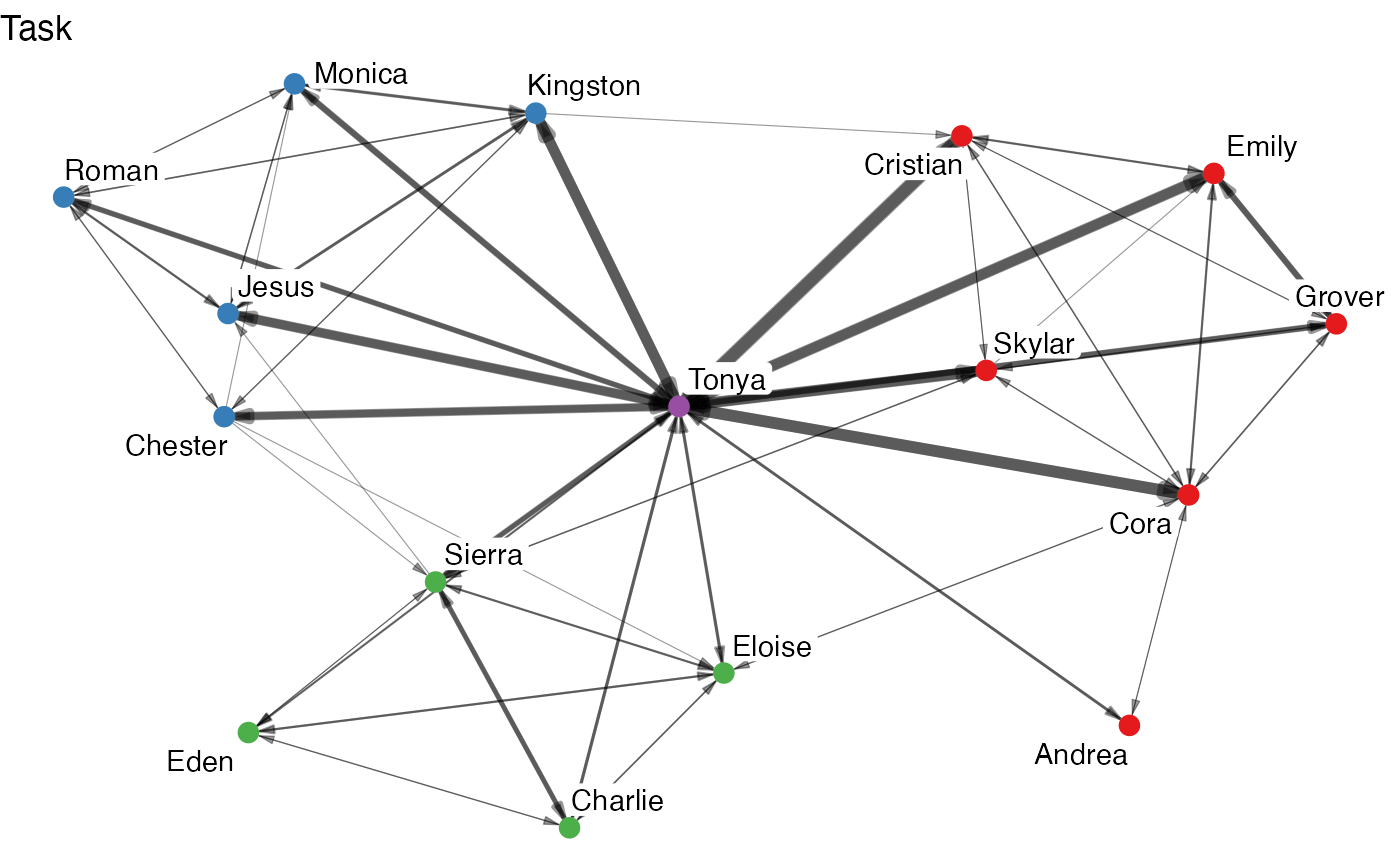 Task
Monica
Kingston
Emily
Cristian
Roman
Jesus
Grover
Skylar
Tonya
Chester
Cora
Sierra
Eloise
Andrea
Eden
Charlie